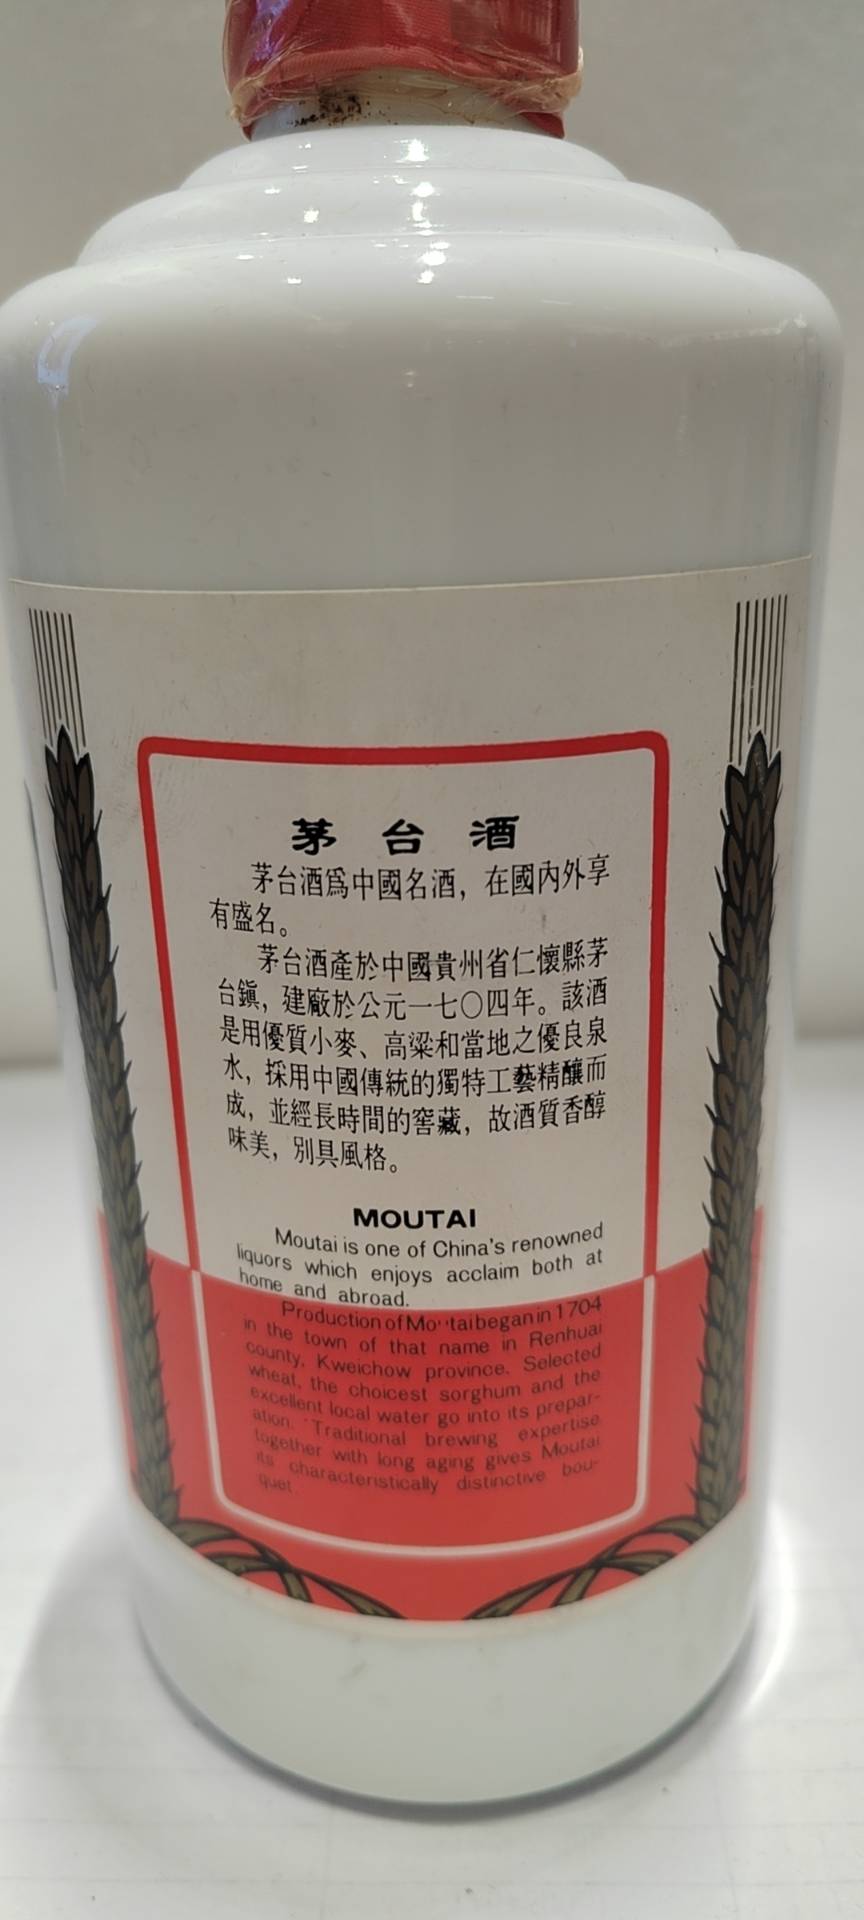 茅台酒
茅台酒爲中國名酒，在國內外享
有盛名。
茅台酒產於中國貴州省仁懷縣茅
台鎮，建廠於公元一七〇四年。該酒
是用優質小麥、高粱和當地之優良泉
水，採用中國傳統的獨特工藝精釀而
成，並經長時間的窖藏，故酒質香醇
味美，別具風格。
MOUTAI
Moutai is one of China's renowned
liquors which enjoys acclaim both at
home and abroad.
Production of Moutai began in 1704
in the town of that name in Renhuai
county, Kweichow province. Selected
wheat, the choicest sorghum and the
excellent local water go into its prepar-
ation. Traditional brewing expertise
together with long aging gives Moutai
its characteristically distinctive bou-
quet